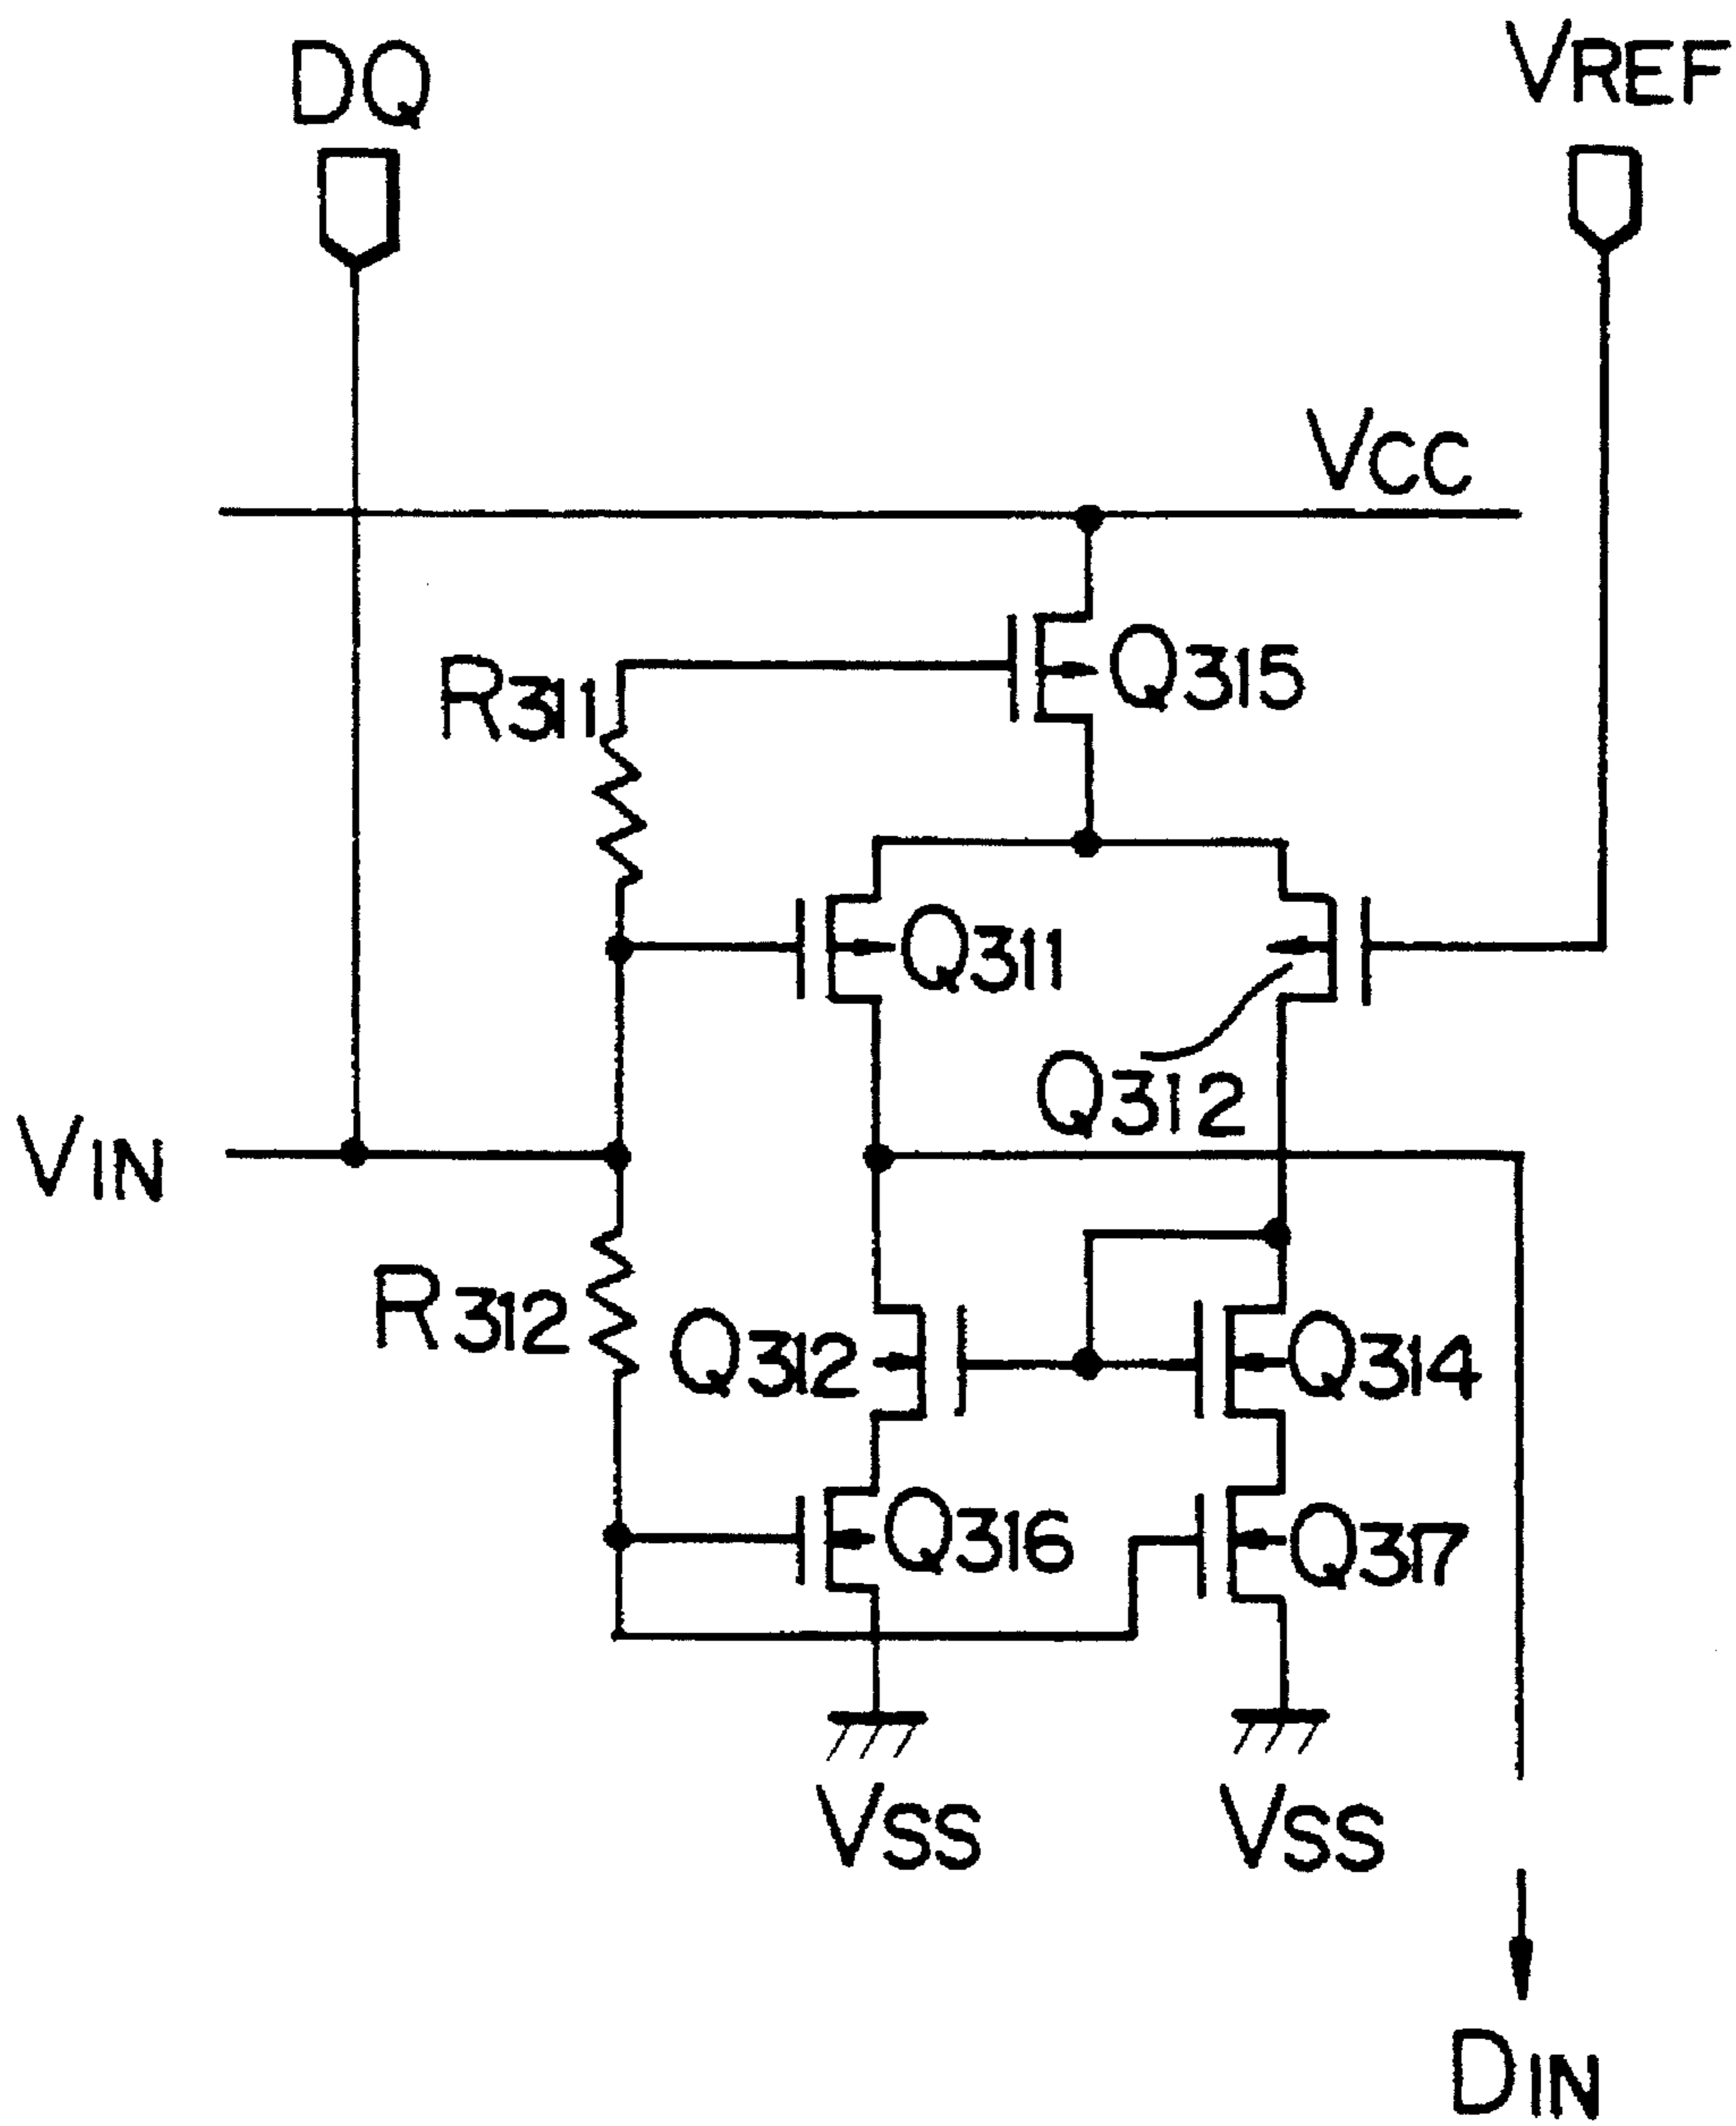 DQ
VREF
VCC
Q315
R311
Q311
Q312
VIN
R312
Q312
Q314
Q316
Q317
VSS
VSS
DIN